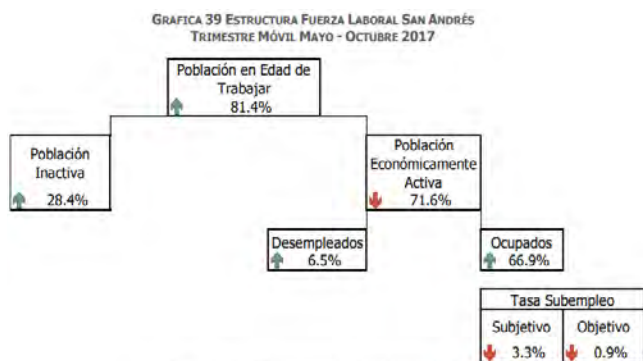 GRAFICA 39 ESTRUCTURA FUERZA LABORAL SAN ANDRÉS
TRIMESTRE MÓVIL MAYO - OCTUBRE 2017
Población en Edad de
Trabajar
81.4%
Población
Inactiva
28.4%
Población
Económicamente
Activa
71.6%
Desempleados
6.5%
Ocupados
66.9%
Tasa Subempleo
Subjetivo
Objetivo
3.3%
0.9%